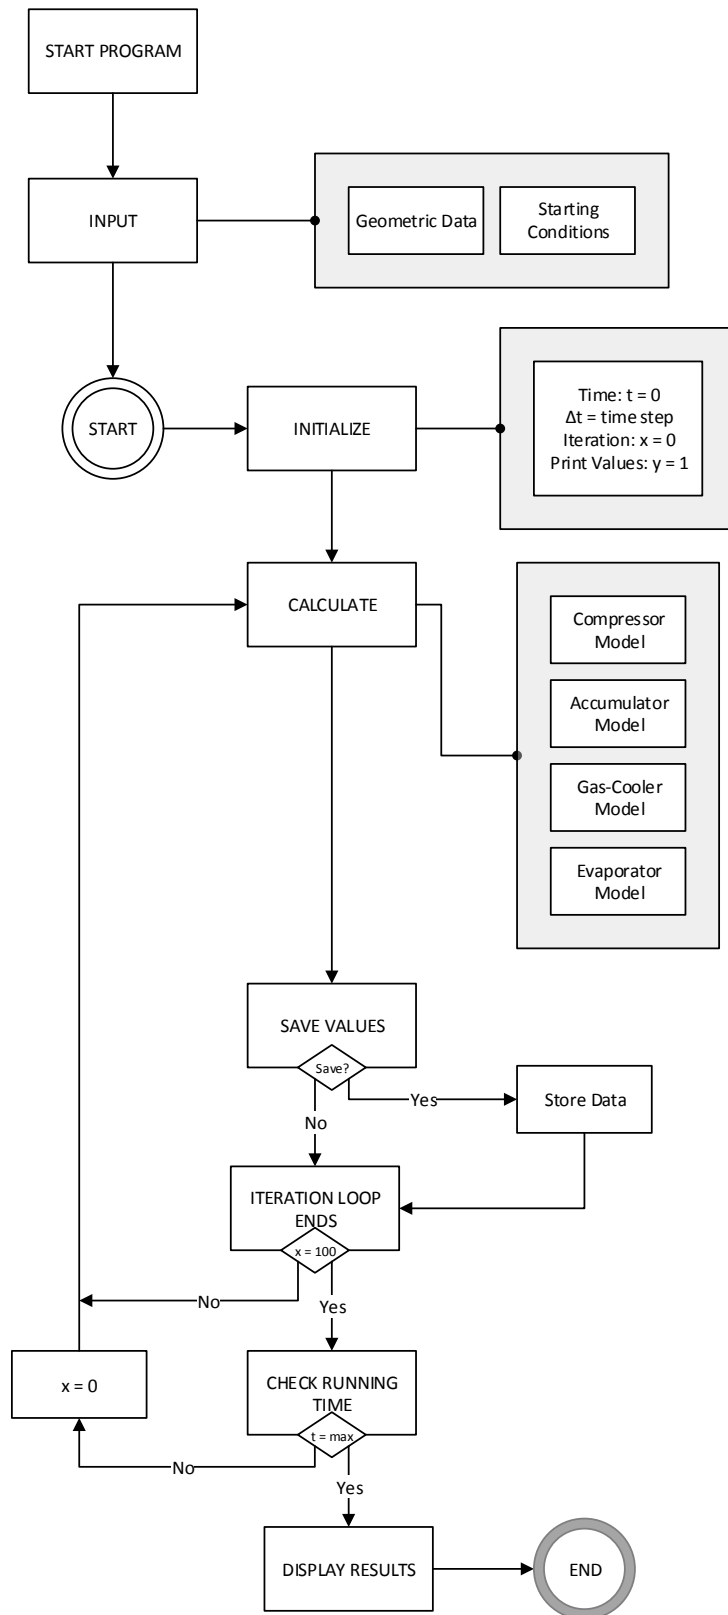 START PROGRAM
INPUT
Geometric Data
Starting
Conditions
START
INITIALIZE
Time: t = 0
Δt = time step
Iteration: x = 0
Print Values: y = 1
CALCULATE
Compressor
Model
Accumulator
Model
Gas-Cooler
Model
Evaporator
Model
SAVE VALUES
Save?
Yes
Store Data
No
ITERATION LOOP
ENDS
x = 100
No
Yes
x = 0
CHECK RUNNING
TIME
t = max
No
Yes
DISPLAY RESULTS
END